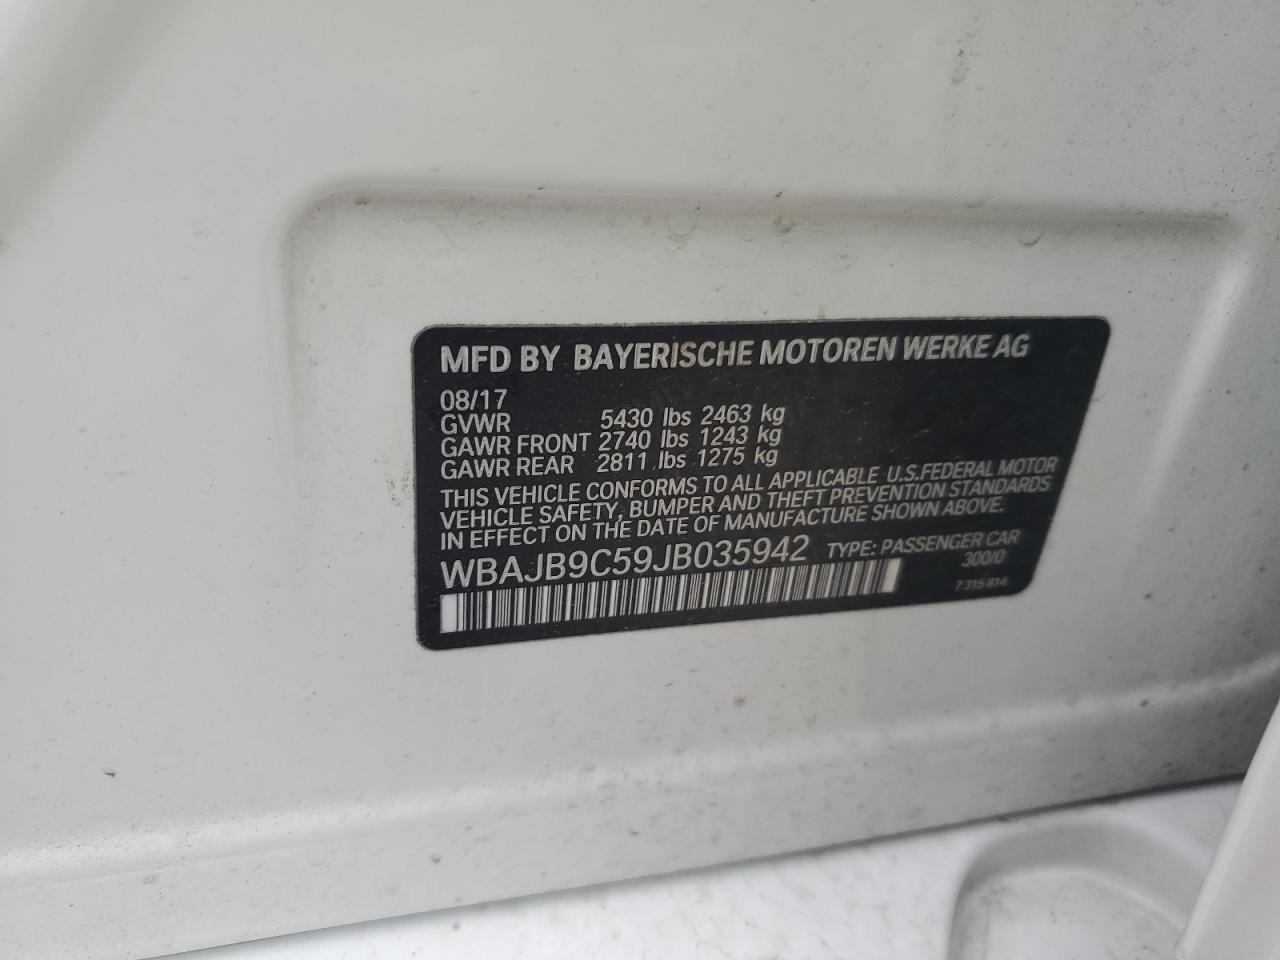 MFD BY BAYERISCHE MOTOREN WERKE AG
08/17
GVWR 5430 lbs 2463 kg
GAWR FRONT 2740 lbs 1243 kg
GAWR REAR 2811 lbs 1275 kg
THIS VEHICLE CONFORMS TO ALL APPLICABLE U.S.FEDERAL MOTOR
VEHICLE SAFETY, BUMPER AND THEFT PREVENTION STANDARDS
IN EFFECT ON THE DATE OF MANUFACTURE SHOWN ABOVE.
WBAJB9C59JB035942 TYPE: PASSENGER CAR
300/0
7 315 814